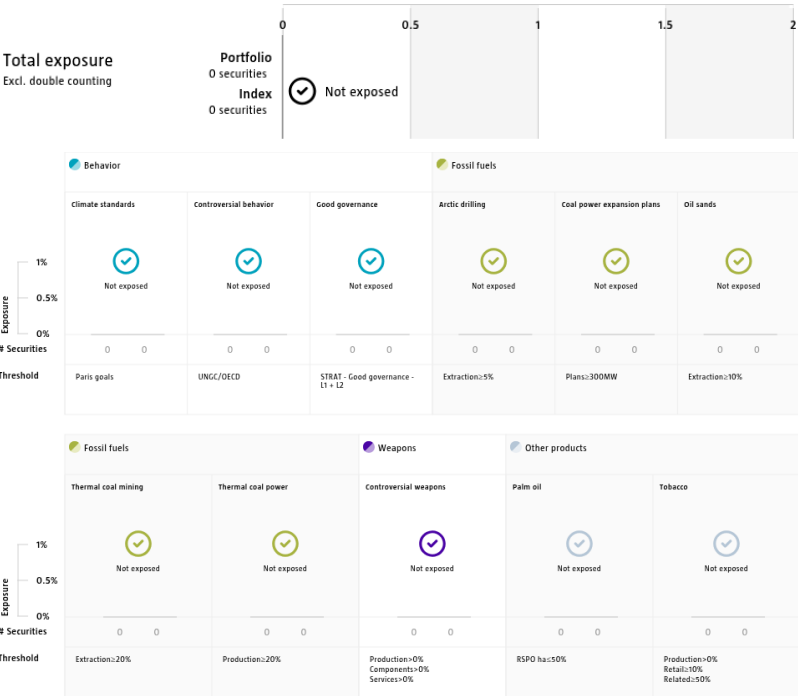 0 0.5 1 1.5 2
Total exposure
Excl. double counting
Portfolio
0 securities
Index
0 securities
Not exposed
Behavior Fossil fuels
Climate standards Controversial behavior Good governance Arctic drilling Coal power expansion plans Oil sands
Not exposed Not exposed Not exposed Not exposed Not exposed Not exposed
Exposure
1%
0.5%
0%
# Securities 0 0 0 0 0 0 0 0 0 0 0 0
Threshold Paris goals UNGC/OECD STRAT - Good governance - Extraction≥5% Plans≥300MW Extraction≥10%
L1 + L2
Fossil fuels Weapons Other products
Thermal coal mining Thermal coal power Controversial weapons Palm oil Tobacco
Not exposed Not exposed Not exposed Not exposed Not exposed
Exposure
1%
0.5%
0%
# Securities 0 0 0 0 0 0 0 0 0 0
Threshold Extraction≥20% Production≥20% Production>0% RSPO ha≤50% Production>0%
Components>0% Retail≥10%
Services>0% Related≥50%